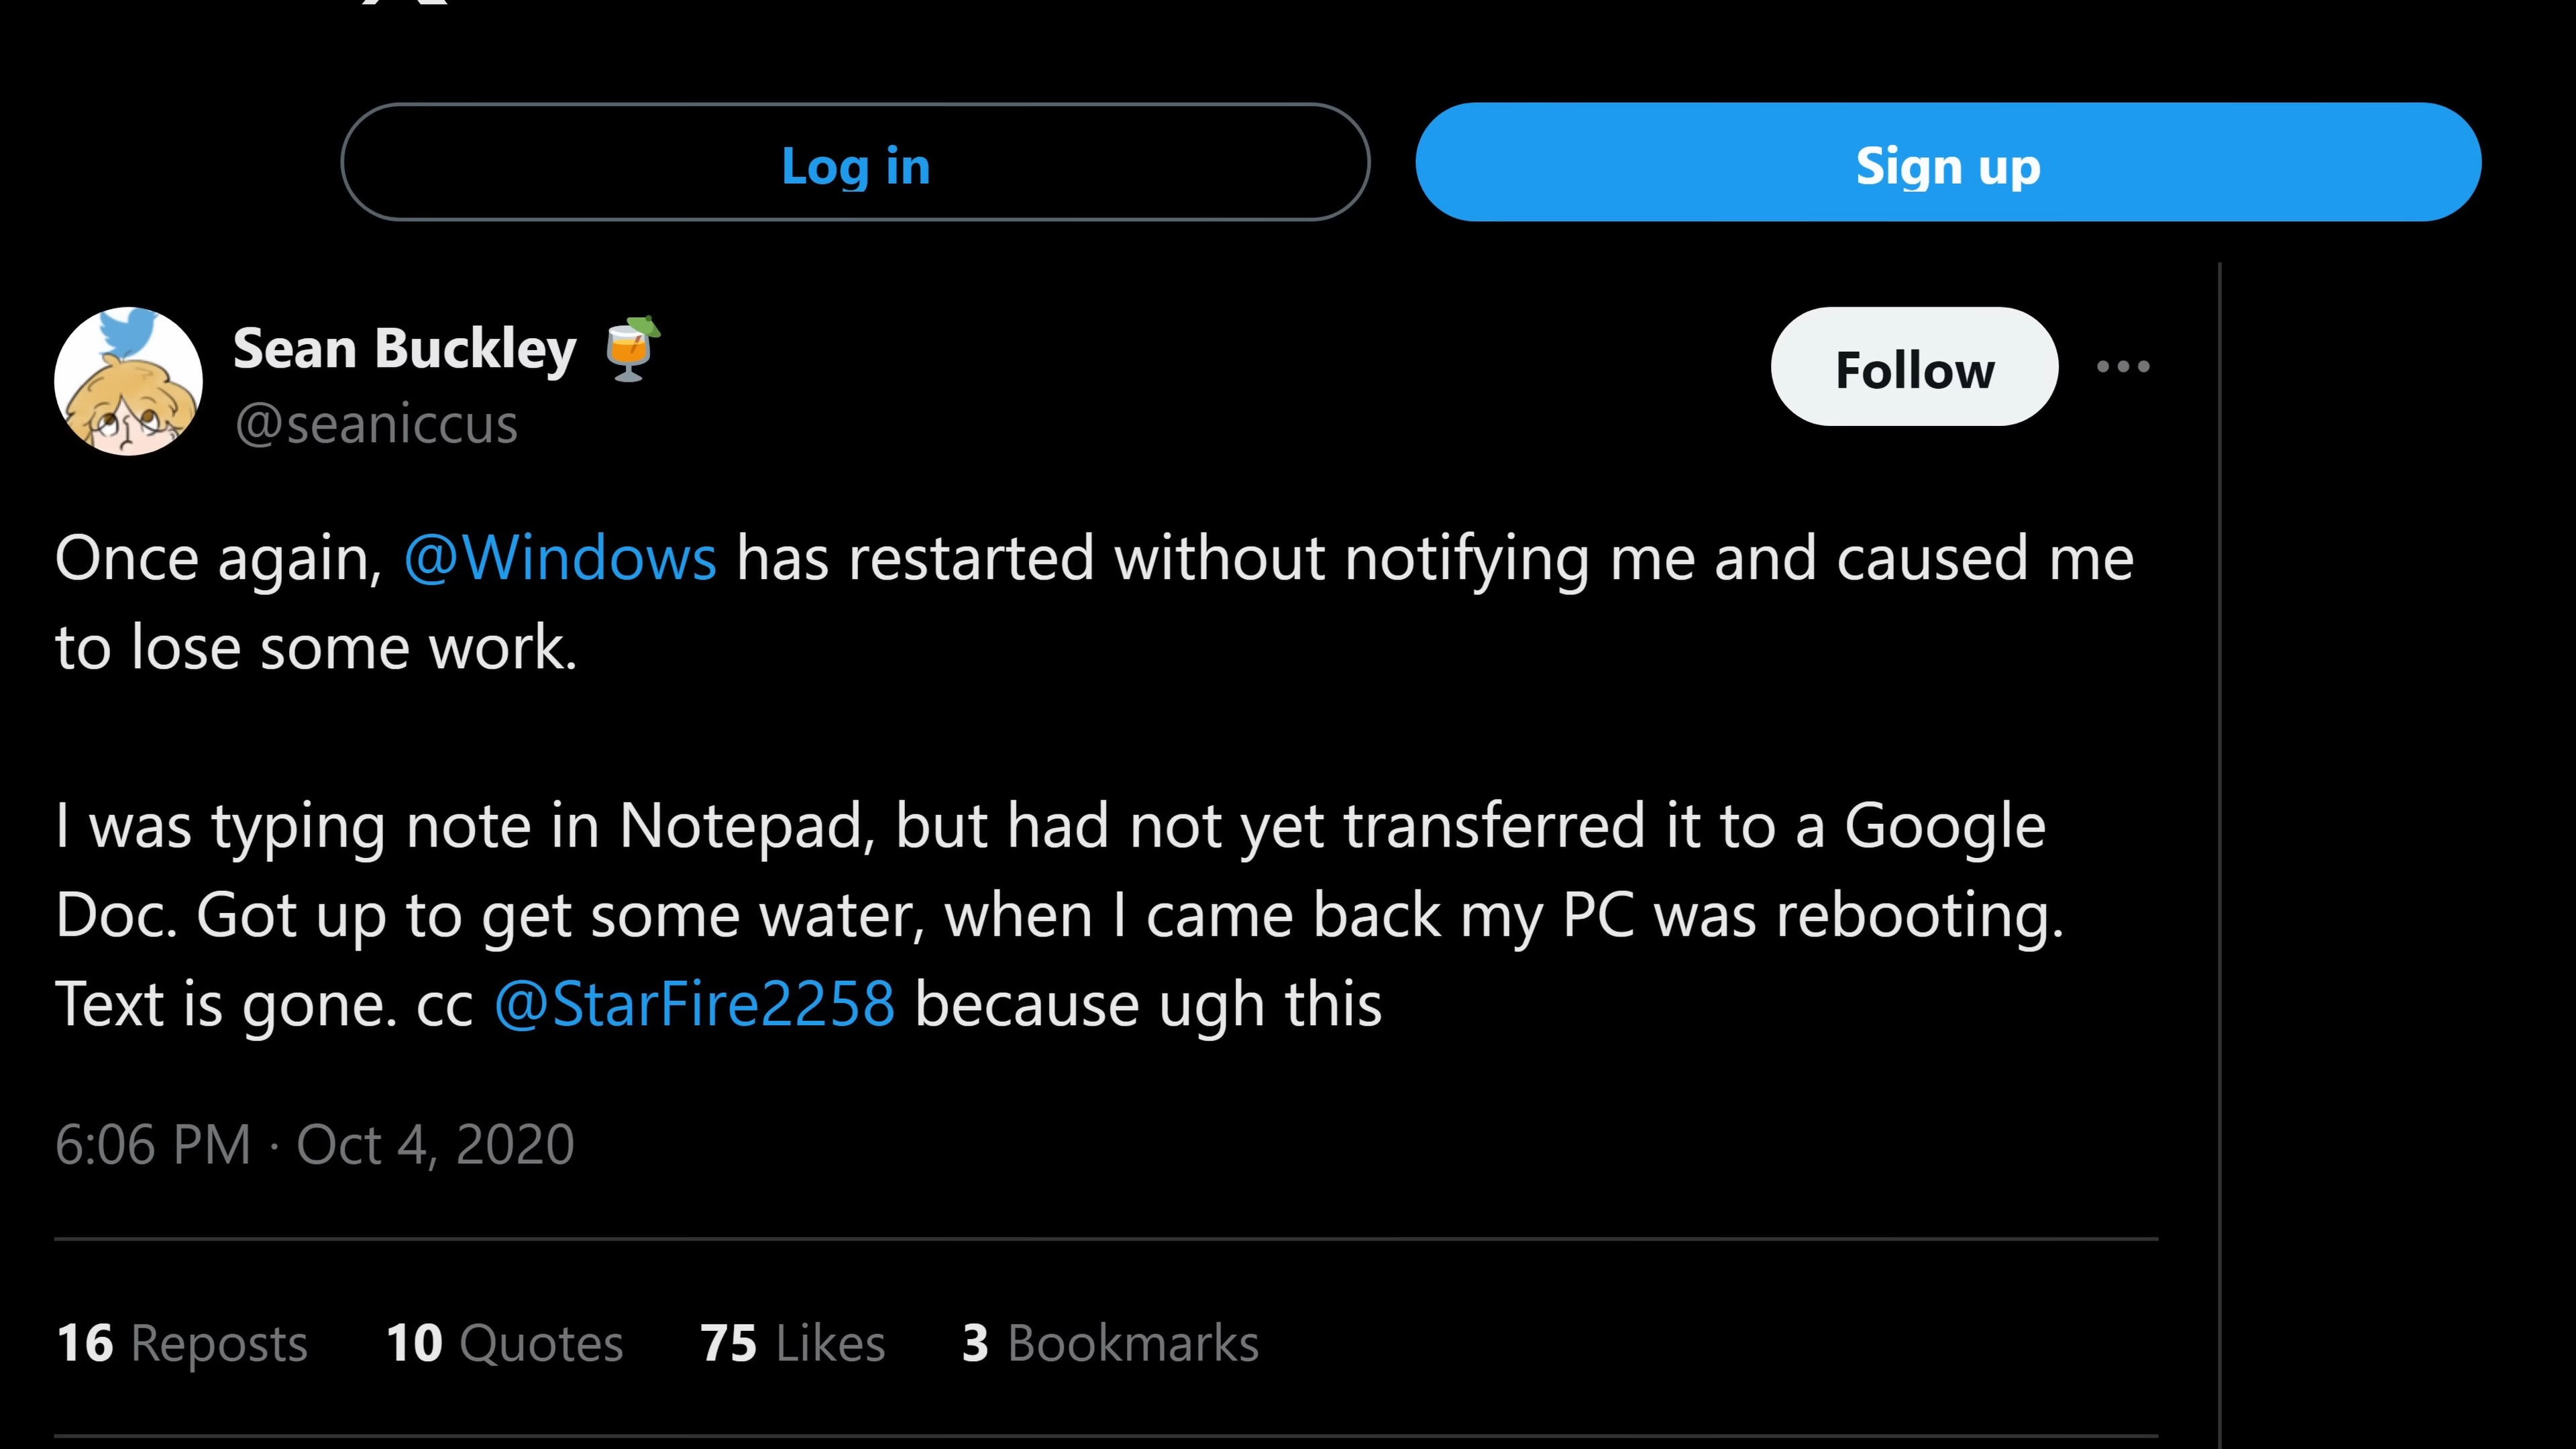 Log in
Sign up
Sean Buckley 🍹
@seaniccus
Follow
Once again, @Windows has restarted without notifying me and caused me
to lose some work.
I was typing note in Notepad, but had not yet transferred it to a Google
Doc. Got up to get some water, when I came back my PC was rebooting.
Text is gone. cc @StarFire2258 because ugh this
6:06 PM · Oct 4, 2020
16 Reposts 10 Quotes 75 Likes 3 Bookmarks